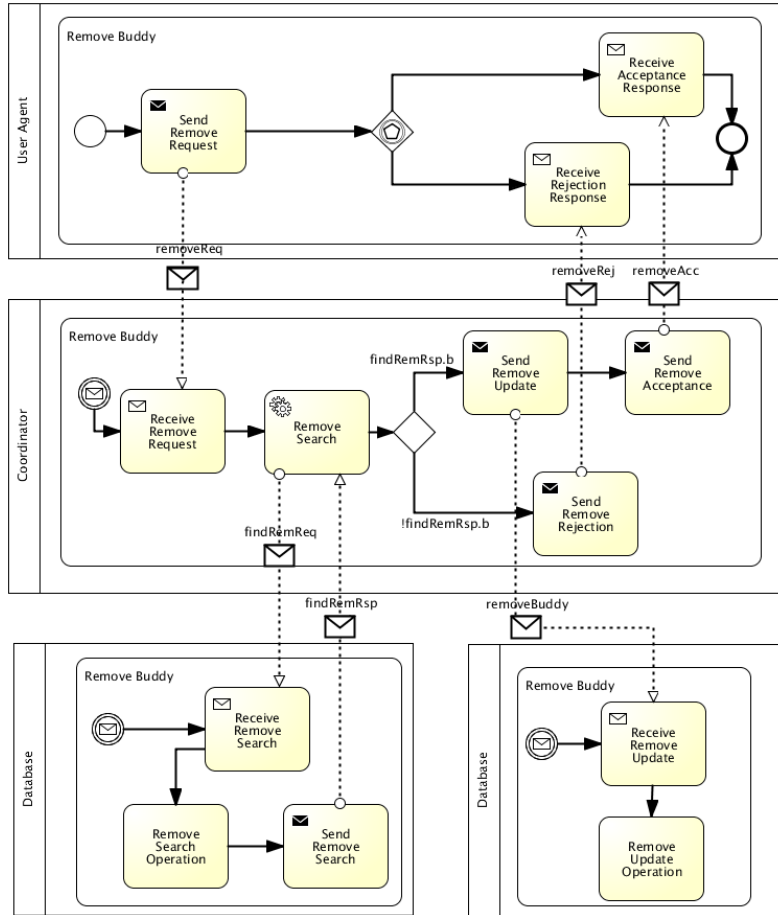 Remove Buddy
User Agent
Send
Remove
Request
Receive
Acceptance
Response
Receive
Rejection
Response
removeReq
removeRej
removeAcc
Remove Buddy
Coordinator
Receive
Remove
Request
Remove
Search
findRemRsp.b
!findRemRsp.b
Send
Remove
Update
Send
Remove
Acceptance
Send
Remove
Rejection
findRemReq
findRemRsp
removeBuddy
Remove Buddy
Database
Receive
Remove
Search
Remove
Search
Operation
Send
Remove
Search
Remove Buddy
Database
Receive
Remove
Update
Remove
Update
Operation